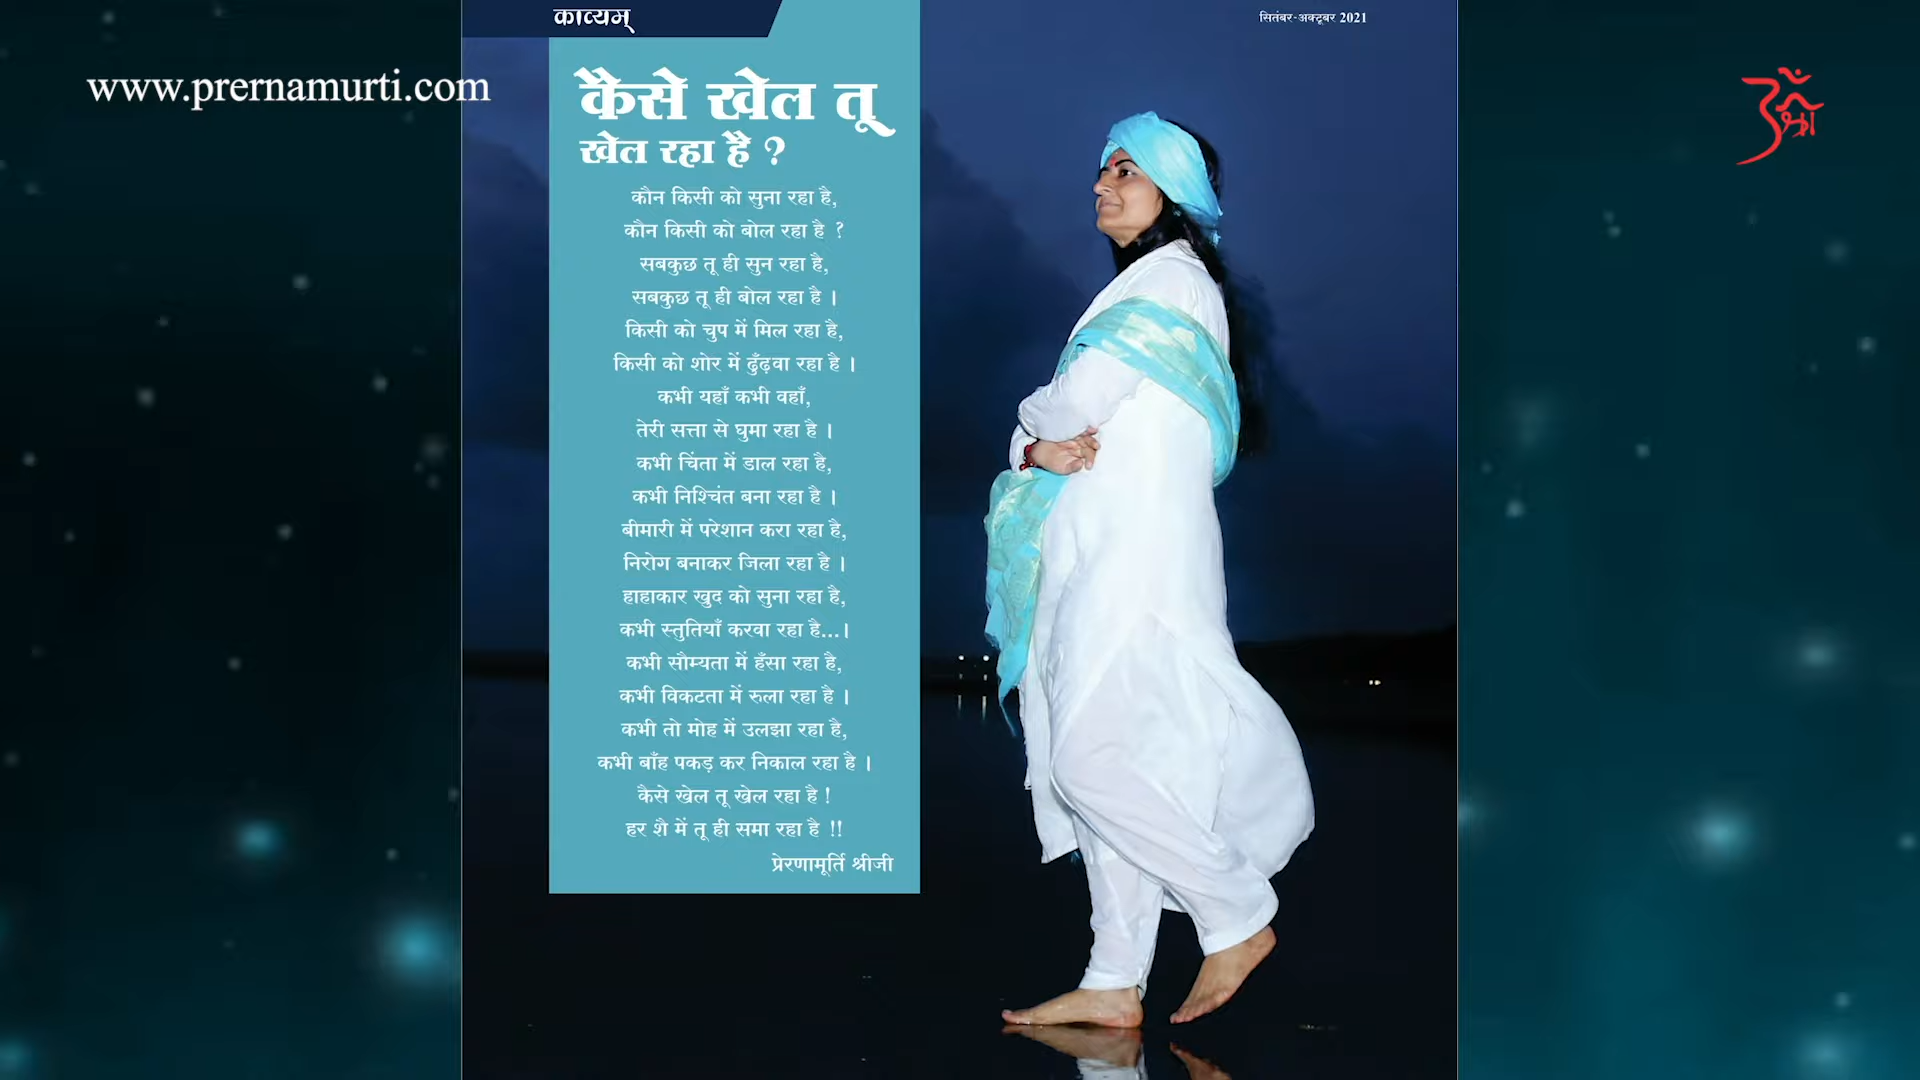 काव्यम्
सितंबर-अक्टूबर 2021
www.prernamurti.com
कैसे खेल तू
खेल रहा है ?
कौन किसी को सुना रहा है,
कौन किसी को बोल रहा है ?
सबकुछ तू ही सुन रहा है,
सबकुछ तू ही बोल रहा है ।
किसी को चुप में मिल रहा है,
किसी को शोर में ढुँढ़वा रहा है ।
कभी यहाँ कभी वहाँ,
तेरी सत्ता से घुमा रहा है ।
कभी चिंता में डाल रहा है,
कभी निश्चिंत बना रहा है ।
बीमारी में परेशान करा रहा है,
निरोग बनाकर जिला रहा है ।
हाहाकार खुद को सुना रहा है,
कभी स्तुतियाँ करवा रहा है...।
कभी सौम्यता में हँसा रहा है,
कभी विकटता में रुला रहा है ।
कभी तो मोह में उलझा रहा है,
कभी बाँह पकड़ कर निकाल रहा है ।
कैसे खेल तू खेल रहा है !
हर शै में तू ही समा रहा है !!
प्रेरणामूर्ति श्रीजी